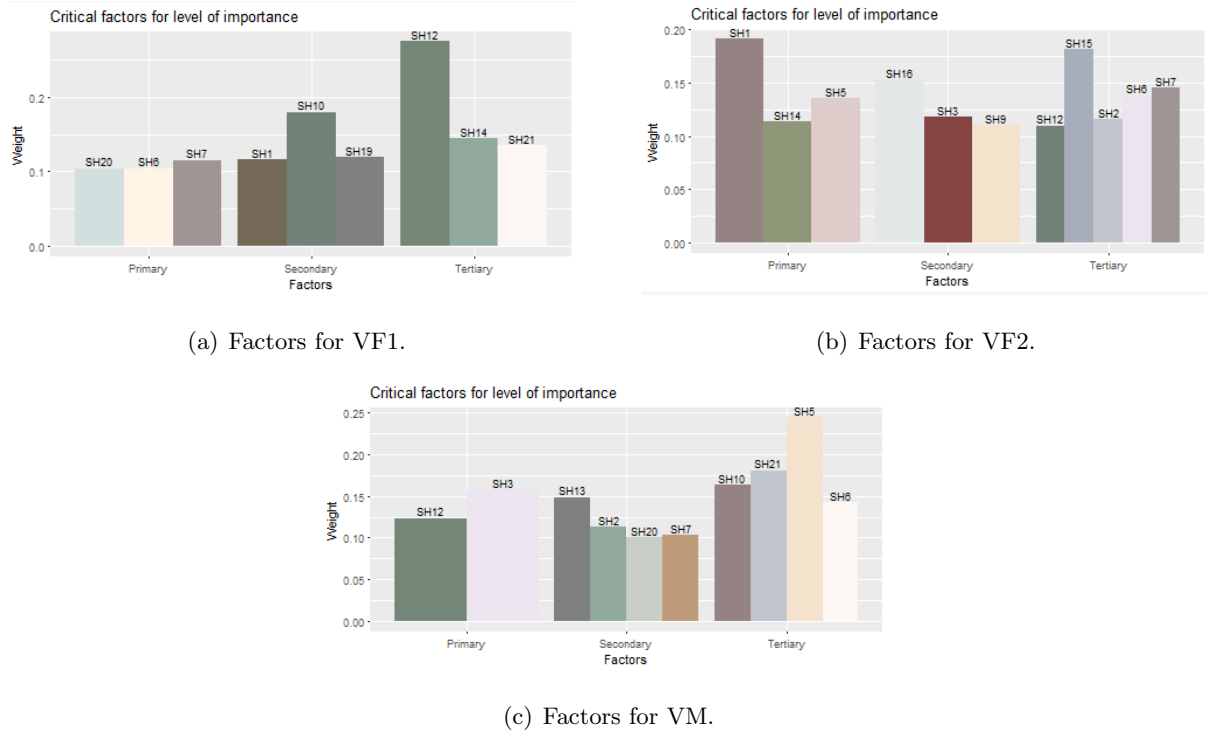 Critical factors for level of importance
SH12
SH10
SH14
SH21
SH20
SH6
SH7
SH1
SH19
0.2
0.1
0.0
Weight
Primary
Secondary
Tertiary
Factors
(a) Factors for VF1.
Critical factors for level of importance
SH1
SH14
SH5
SH16
SH3
SH9
SH12
SH15
SH2
SH6
SH7
0.20
0.15
0.10
0.05
0.00
Weight
Primary
Secondary
Tertiary
Factors
(b) Factors for VF2.
Critical factors for level of importance
SH12
SH3
SH13
SH2
SH20
SH7
SH10
SH21
SH5
SH6
0.25
0.20
0.15
0.10
0.05
0.00
Weight
Primary
Secondary
Tertiary
Factors
(c) Factors for VM.